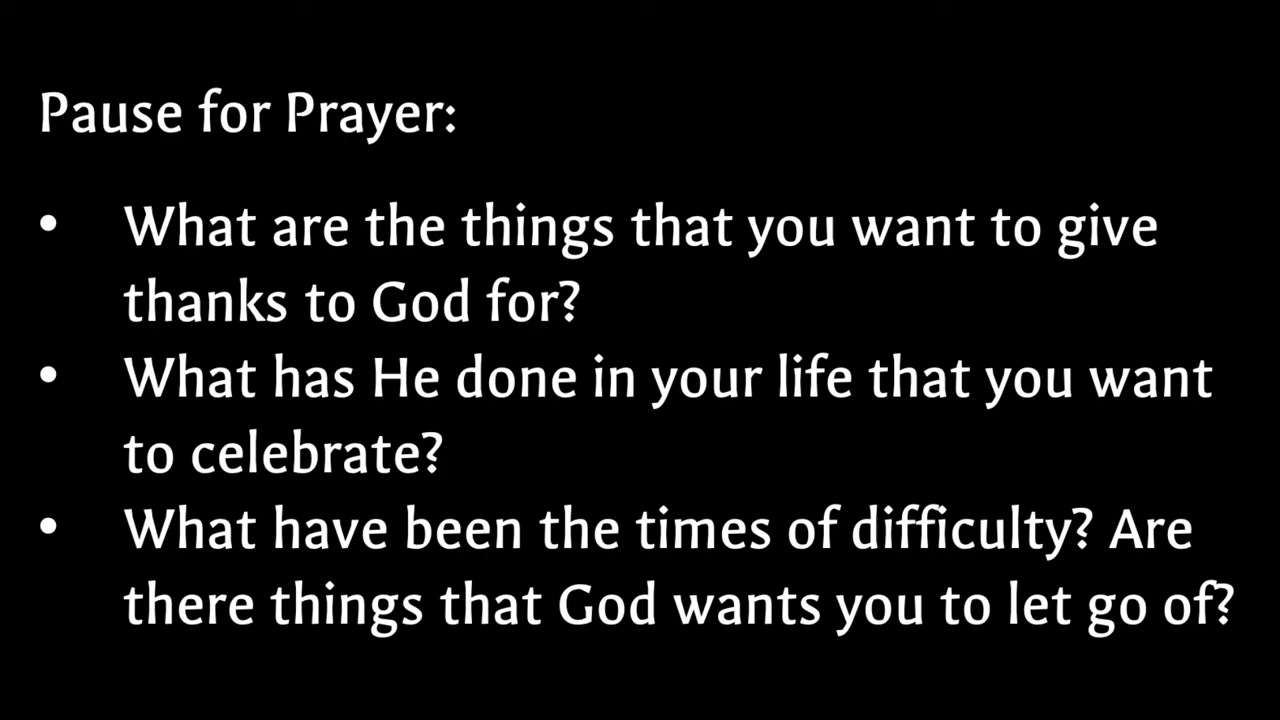 Pause for Prayer:
• What are the things that you want to give
thanks to God for?
• What has He done in your life that you want
to celebrate?
• What have been the times of difficulty? Are
there things that God wants you to let go of?